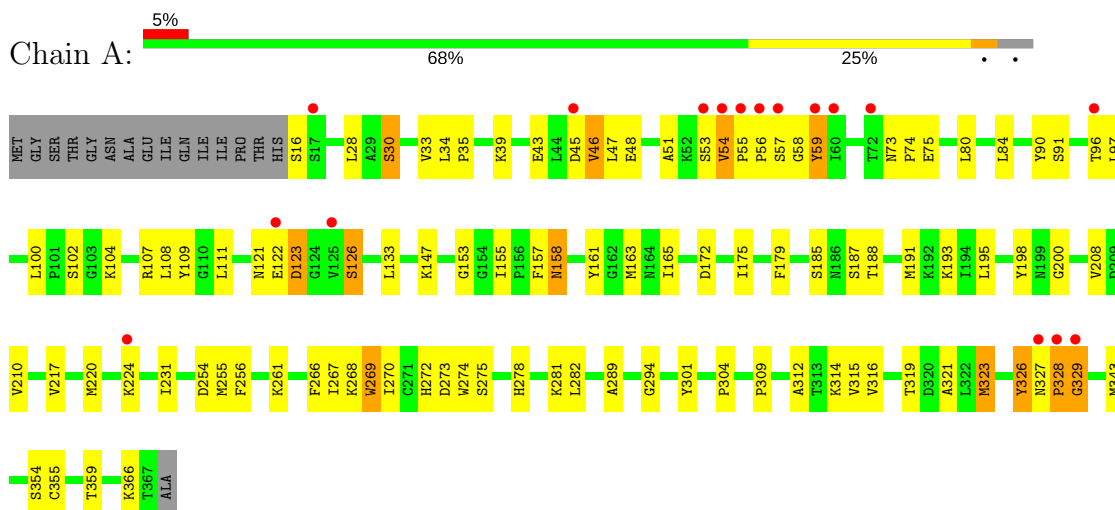 5%
Chain A:
68% 25% • •
MET GLY SER THR GLY ASN ALA GLU ILE GLN ILE ILE PRO THR HIS S16 S17 L28 A29 S30 V33 L34 P35 K39 E43 L44 D45 V46 L47 E48 A51 K52 S53 V54 P55 P56 S57 G58 Y59 I60 T72 N73 P74 E75 L80 L84 Y90 S91 T96 L97
L100 P101 S102 G103 K104 R107 L108 Y109 G110 L111 N121 E122 D123 G124 V125 S126 L133 K147 G153 G154 I155 P156 F157 N158 Y161 G162 M163 N164 I165 D172 I175 F179 S185 N186 S187 T188 M191 K192 K193 I194 L195 Y198 N199 G200 V208 D209
V210 V217 M220 K224 I231 D254 M255 F256 K261 F266 I267 K268 W269 I270 C271 H272 D273 W274 S275 H278 K281 L282 A289 G294 Y301 P304 P309 A312 T313 K314 V315 V316 T319 D320 A321 L322 M323 Y326 N327 P328 G329 M343
S354 C355 T359 K366 T367 ALA